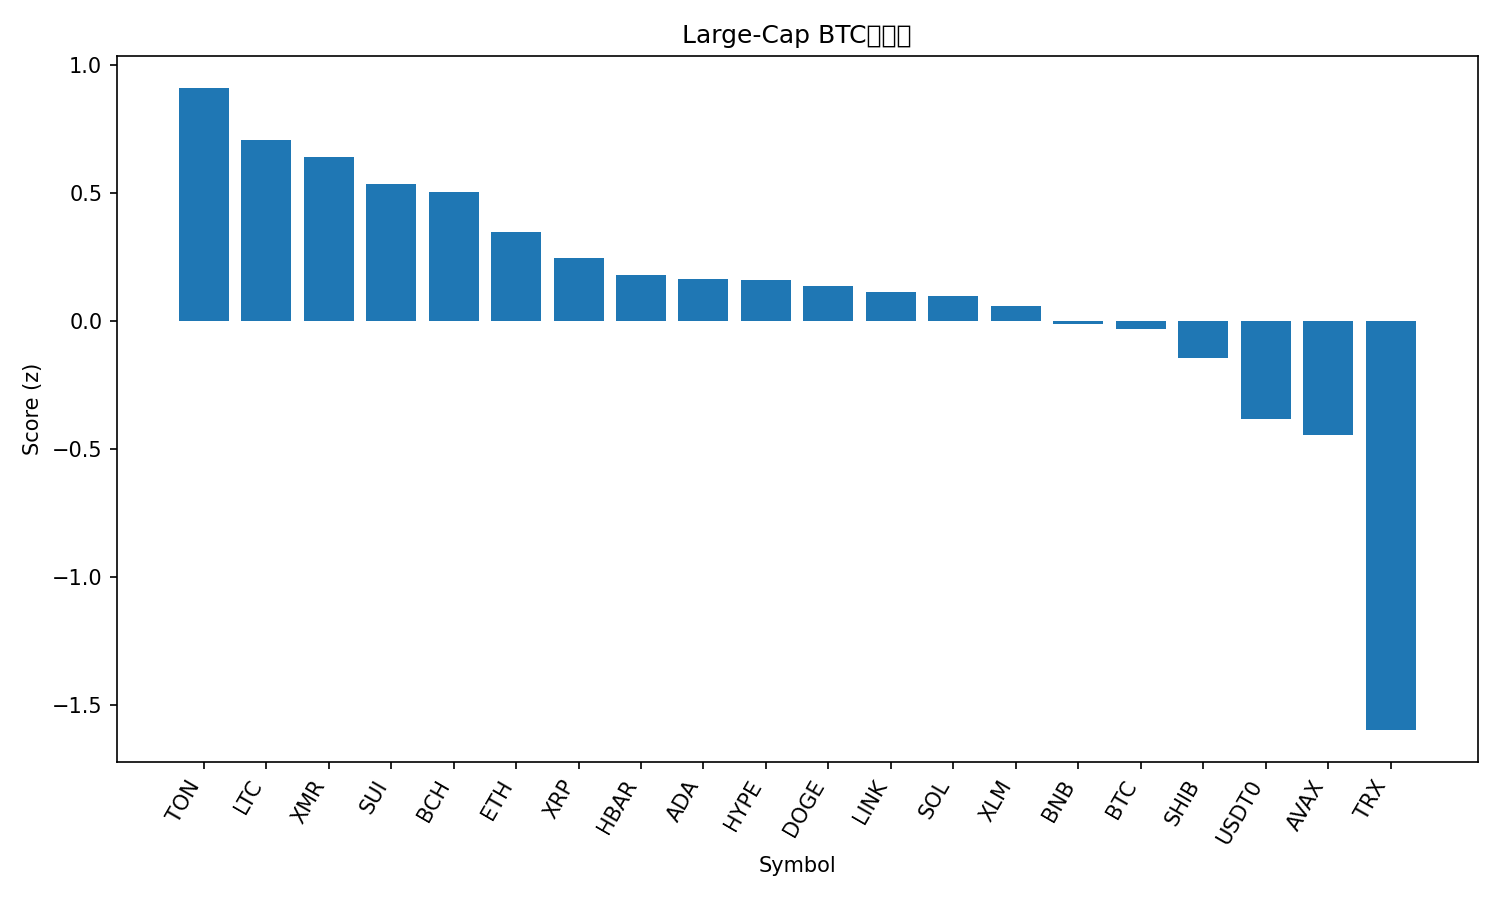 Large-Cap BTC
1.0
0.5
0.0
−0.5
−1.0
−1.5
Score (z)
TON
LTC
XMR
SUI
BCH
ETH
XRP
HBAR
ADA
HYPE
DOGE
LINK
SOL
XLM
BNB
BTC
SHIB
USDT0
AVAX
TRX
Symbol